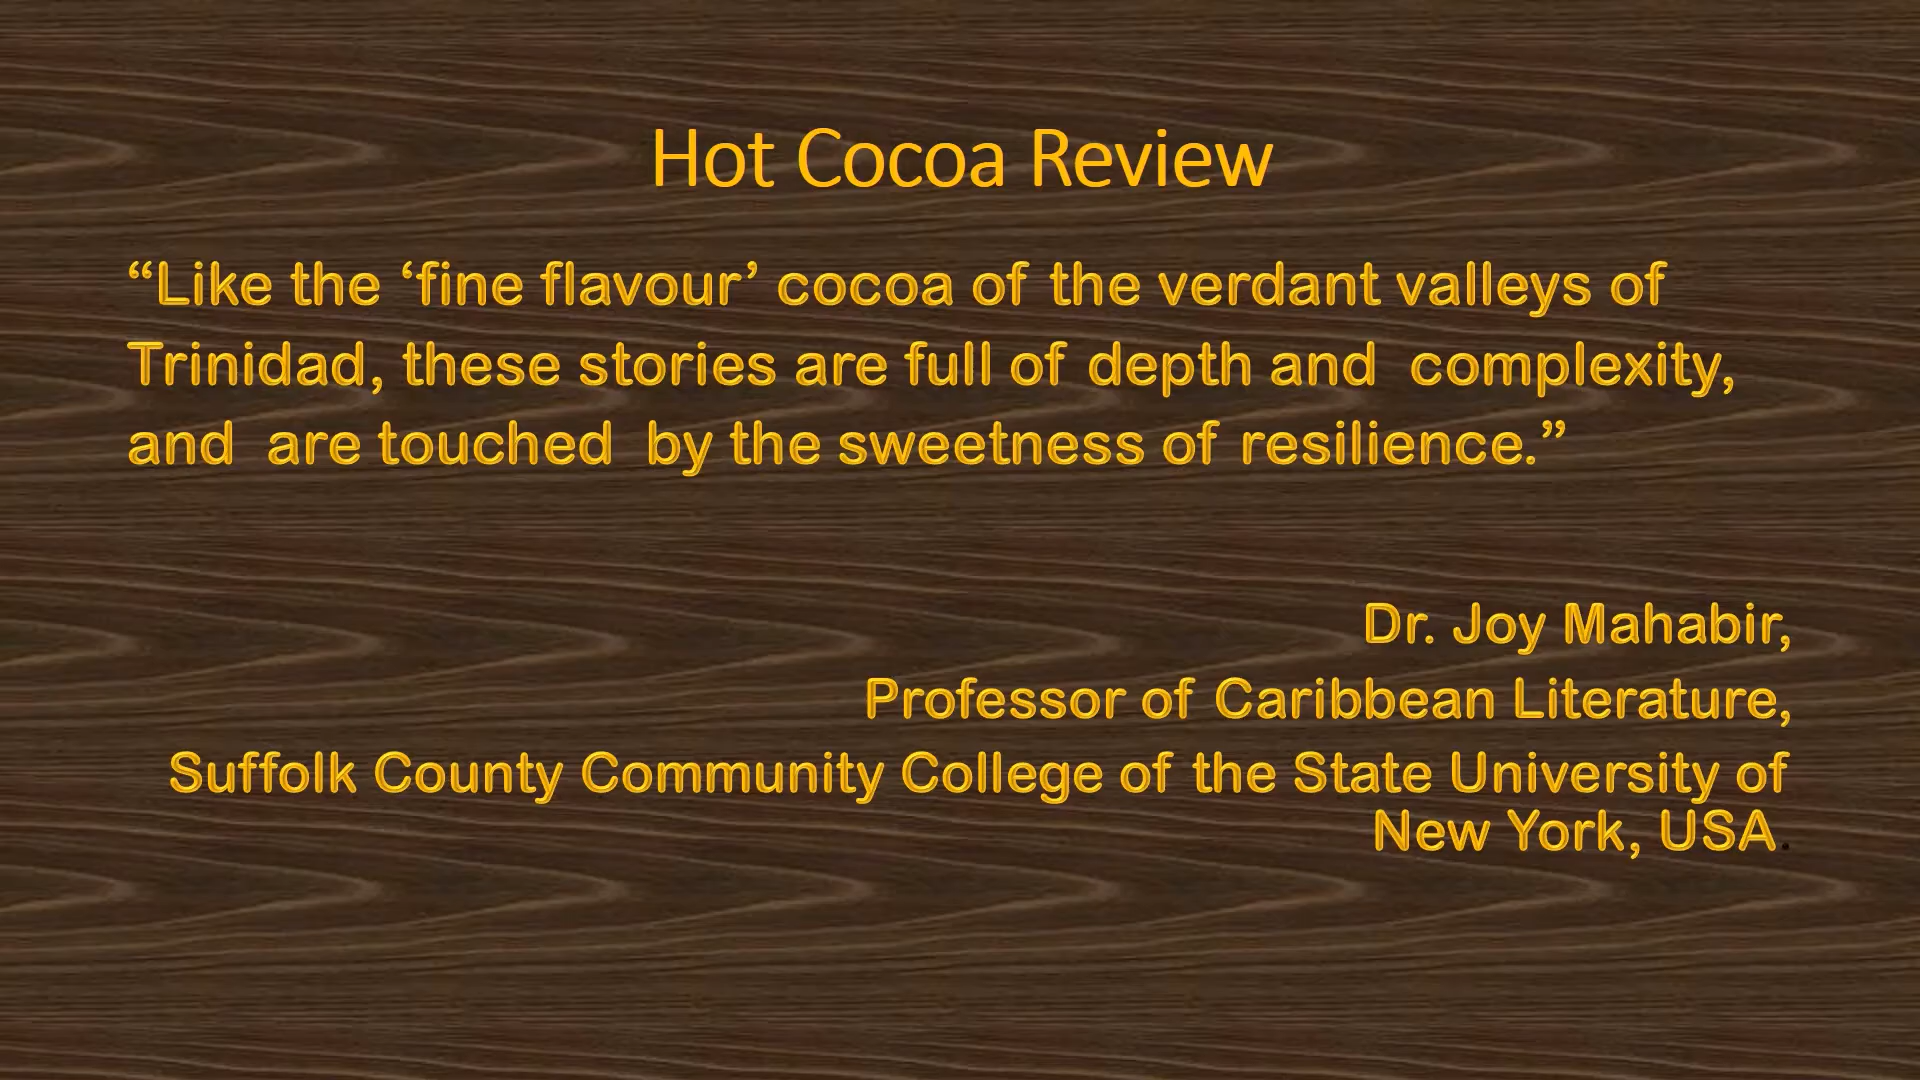 Hot Cocoa Review
“Like the ‘fine flavour’ cocoa of the verdant valleys of
Trinidad, these stories are full of depth and  complexity,
and  are touched  by the sweetness of resilience.”
Dr. Joy Mahabir,
Professor of Caribbean Literature,
Suffolk County Community College of the State University of
New York, USA.